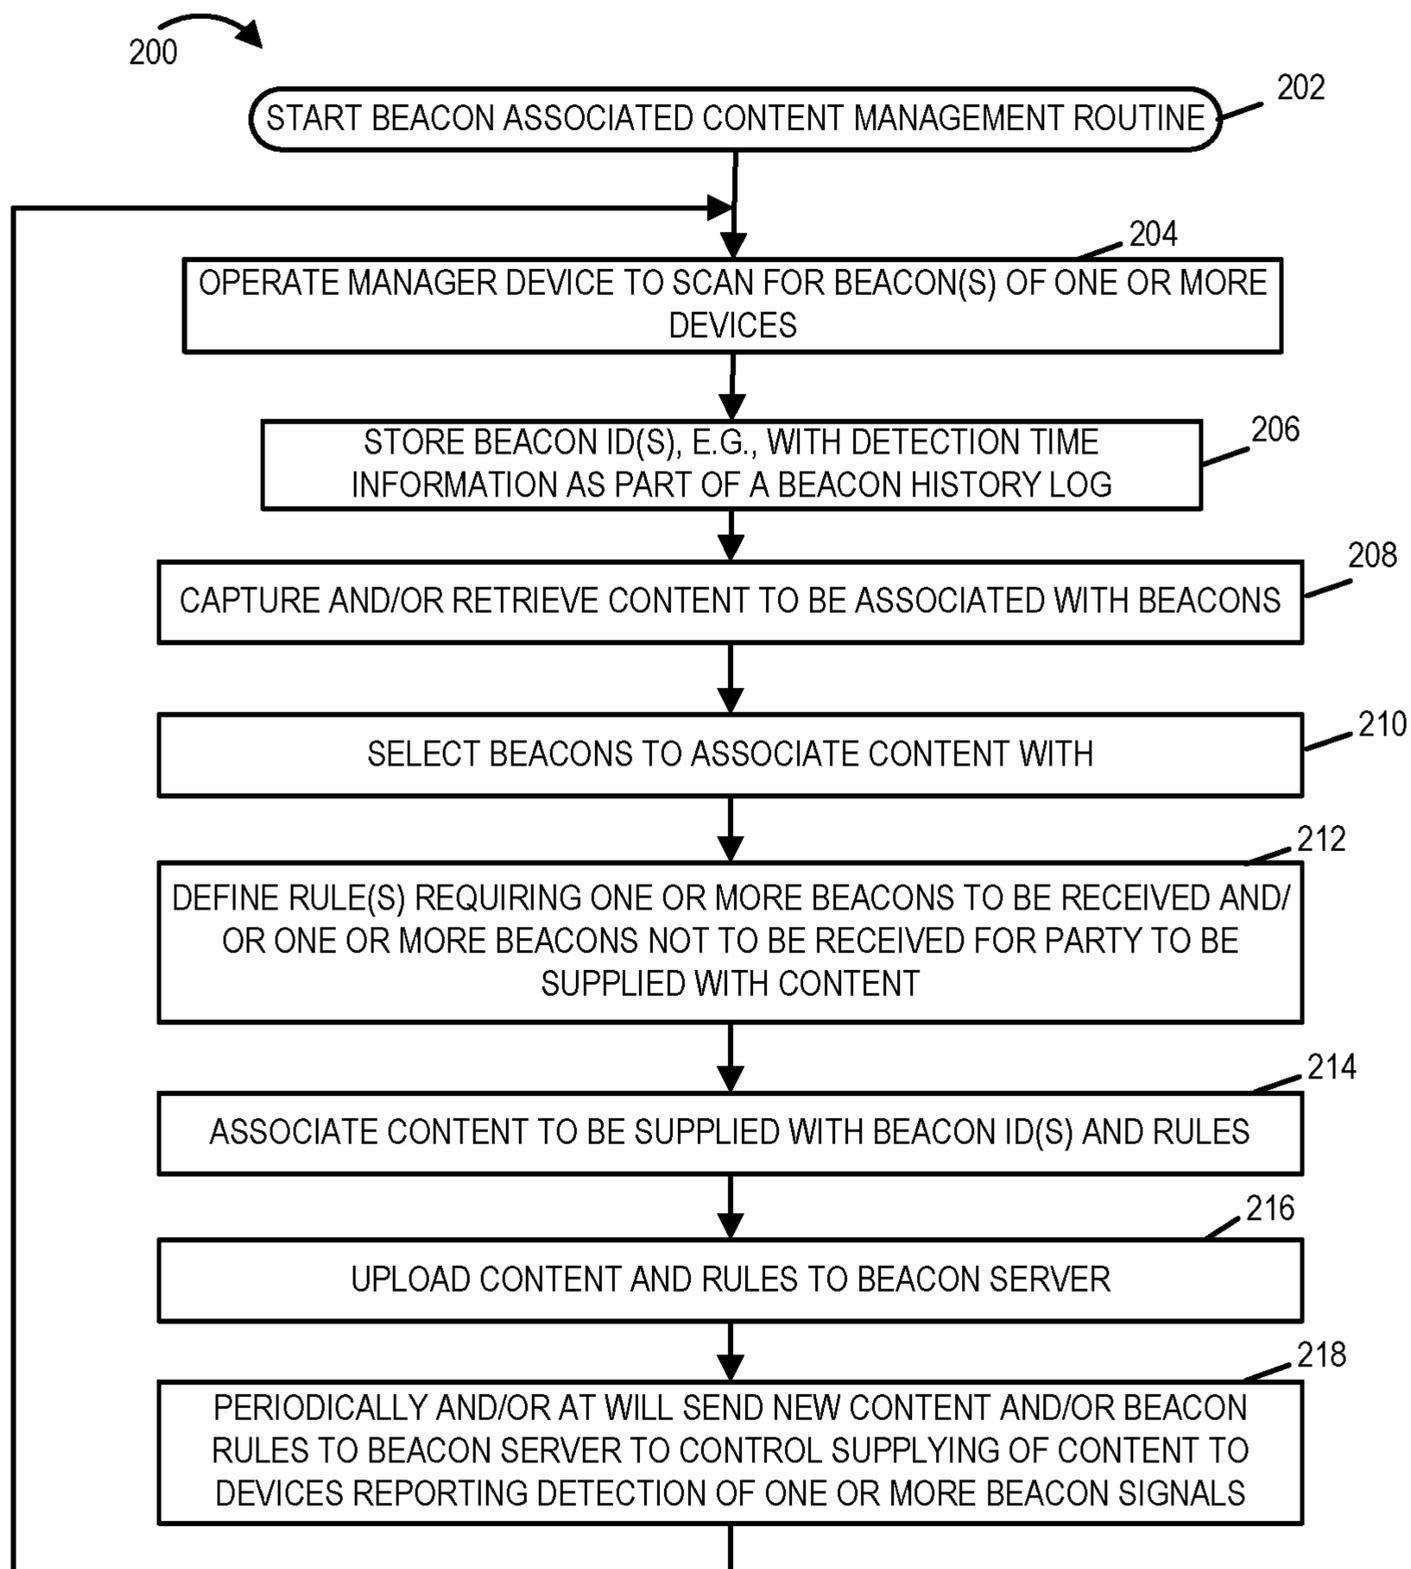 200
START BEACON ASSOCIATED CONTENT MANAGEMENT ROUTINE
202
204
OPERATE MANAGER DEVICE TO SCAN FOR BEACON(S) OF ONE OR MORE
DEVICES
206
STORE BEACON ID(S), E.G., WITH DETECTION TIME
INFORMATION AS PART OF A BEACON HISTORY LOG
208
CAPTURE AND/OR RETRIEVE CONTENT TO BE ASSOCIATED WITH BEACONS
210
SELECT BEACONS TO ASSOCIATE CONTENT WITH
212
DEFINE RULE(S) REQUIRING ONE OR MORE BEACONS TO BE RECEIVED AND/
OR ONE OR MORE BEACONS NOT TO BE RECEIVED FOR PARTY TO BE
SUPPLIED WITH CONTENT
214
ASSOCIATE CONTENT TO BE SUPPLIED WITH BEACON ID(S) AND RULES
216
UPLOAD CONTENT AND RULES TO BEACON SERVER
218
PERIODICALLY AND/OR AT WILL SEND NEW CONTENT AND/OR BEACON
RULES TO BEACON SERVER TO CONTROL SUPPLYING OF CONTENT TO
DEVICES REPORTING DETECTION OF ONE OR MORE BEACON SIGNALS